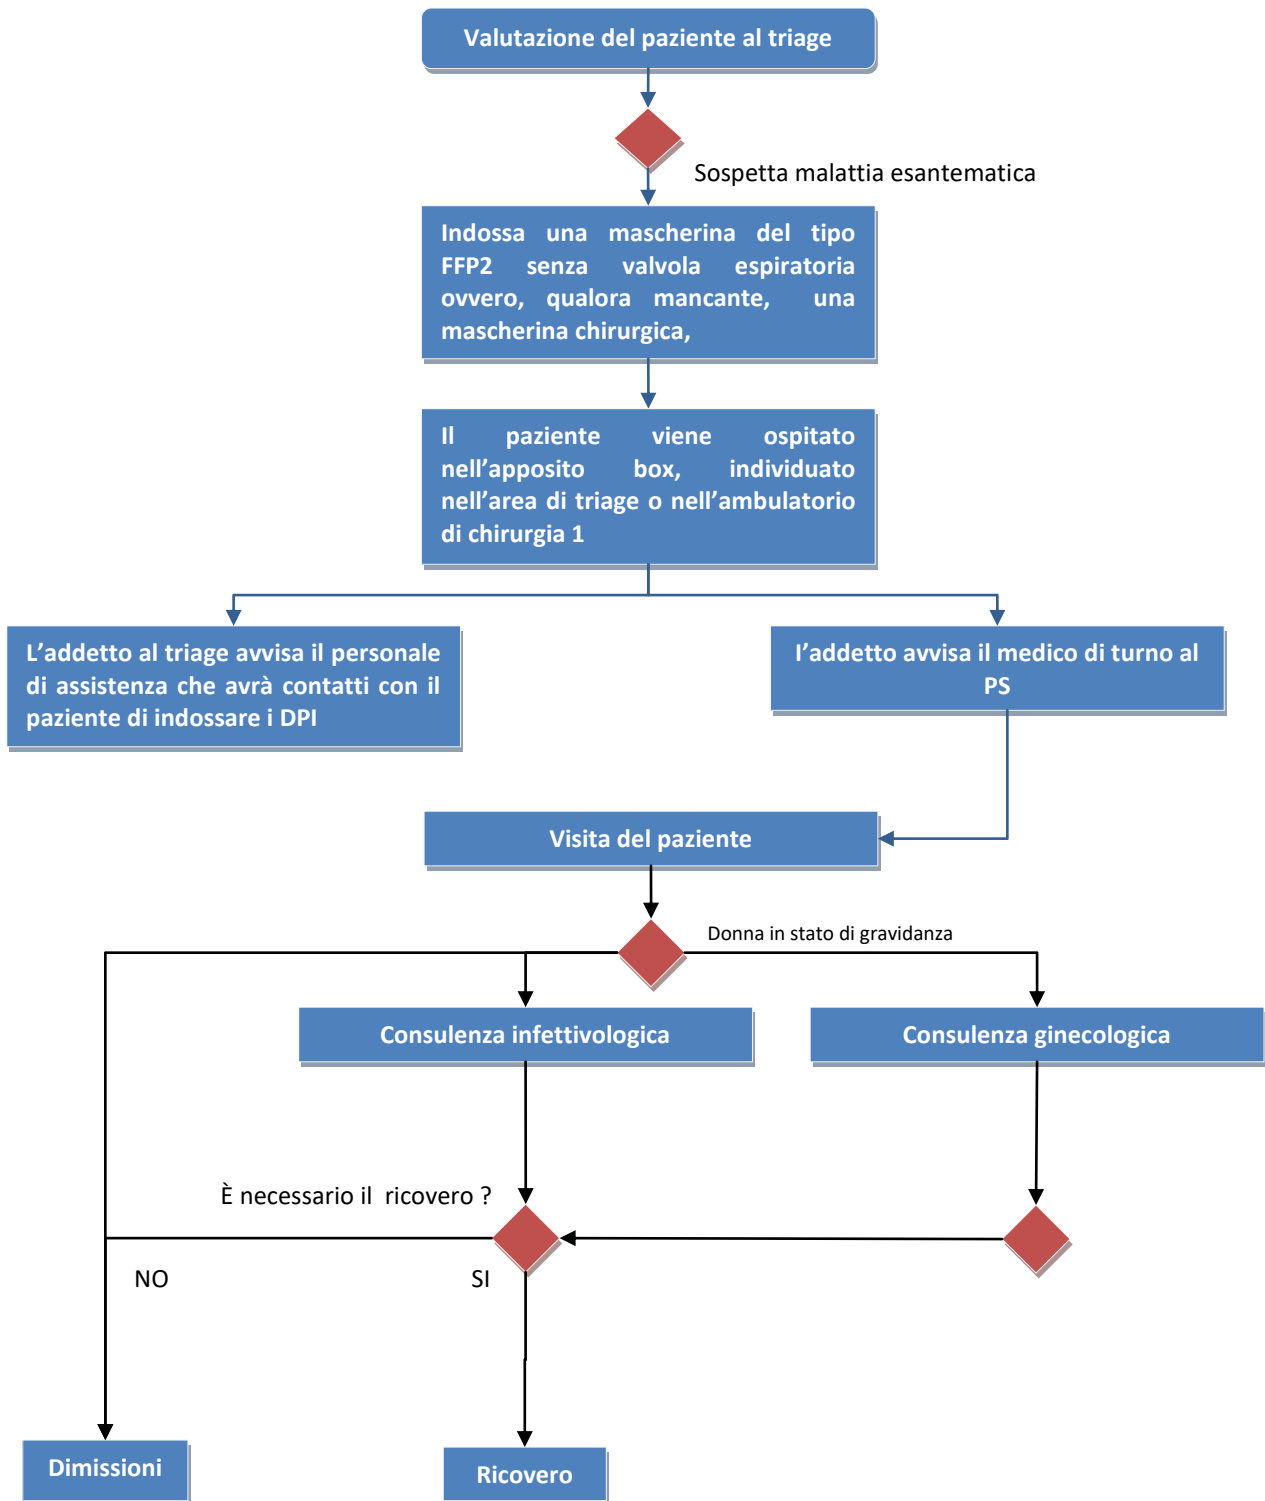 Valutazione del paziente al triage
Sospetta malattia esantematica
Indossa una mascherina del tipo
FFP2 senza valvola espiratoria
ovvero, qualora mancante, una
mascherina chirurgica,
Il paziente viene ospitato
nell’apposito box, individuato
nell’area di triage o nell’ambulatorio
di chirurgia 1
L’addetto al triage avvisa il personale
di assistenza che avrà contatti con il
paziente di indossare i DPI
l’addetto avvisa il medico di turno al
PS
Visita del paziente
Donna in stato di gravidanza
Consulenza infettivologica
Consulenza ginecologica
È necessario il ricovero ?
NO
SI
Dimissioni
Ricovero